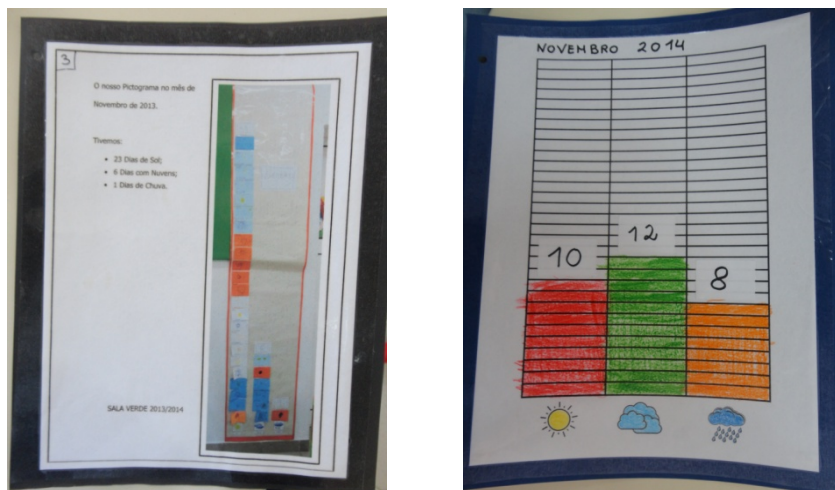 3
O nosso Pictograma no mês de
Novembro de 2013.
Tivemos:
• 23 Dias de Sol;
• 6 Dias com Nuvens;
• 1 Dias de Chuva.
SALA VERDE 2013/2014
NOVEMBRO 2014
10
12
8